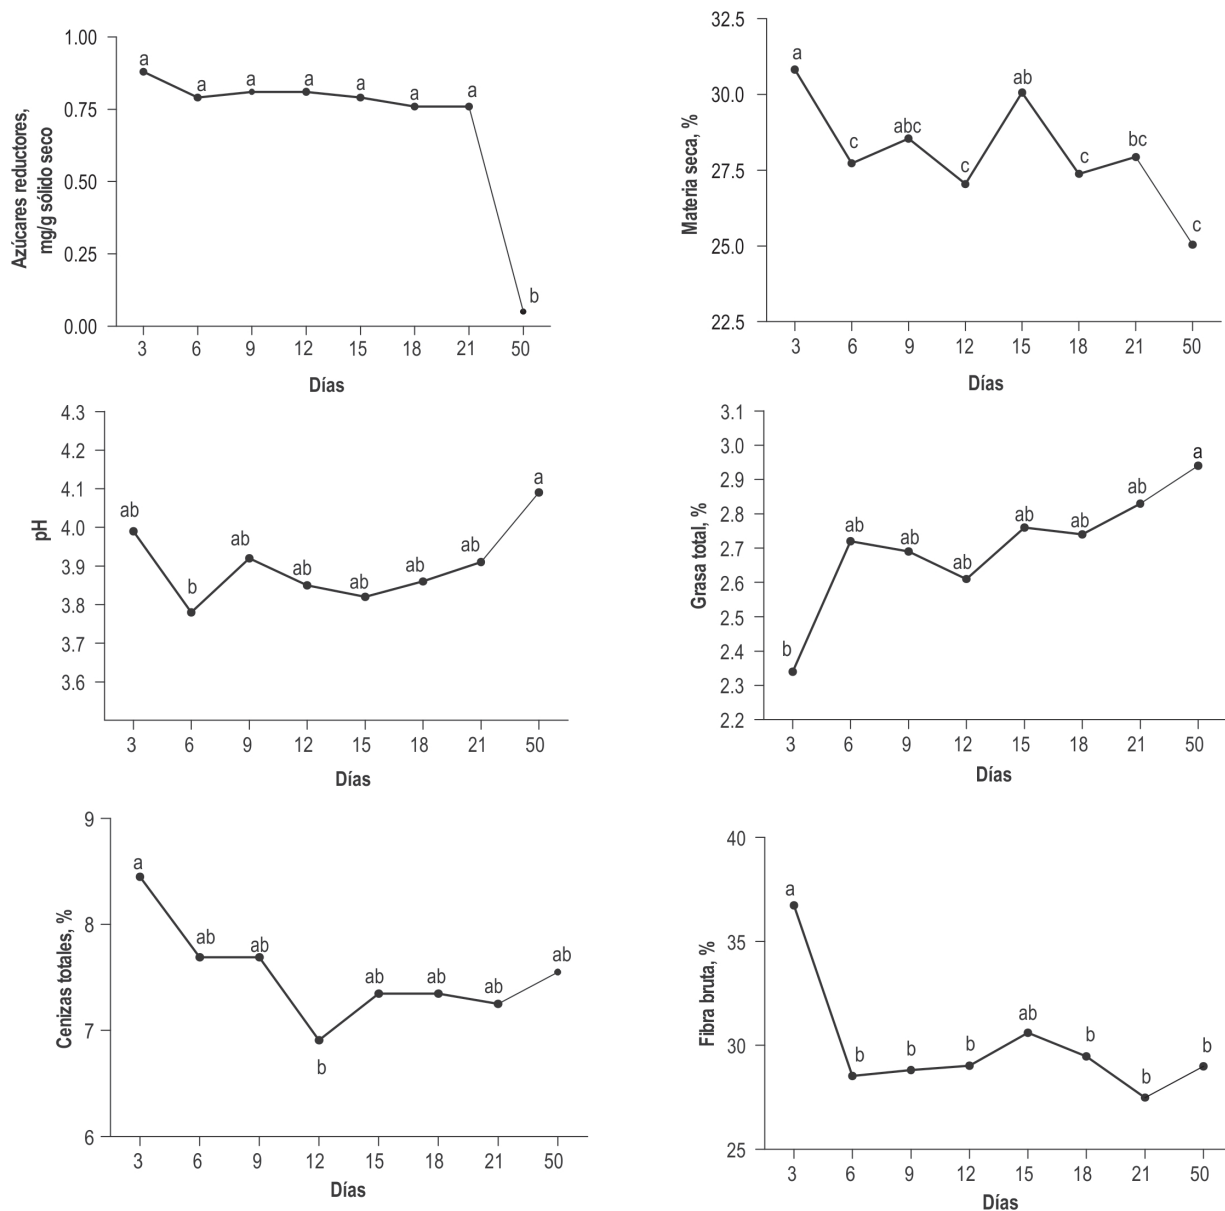 Azúcares reductores,
mg/g sólido seco
1.00
0.75
0.50
0.25
0.00
a
a
a
a
a
a
a
b
3 6 9 12 15 18 21 50
Días
Materia seca, %
32.5
30.0
27.5
25.0
22.5
a
c
abc
c
ab
c
bc
c
3 6 9 12 15 18 21 50
Días
pH
4.3
4.2
4.1
4.0
3.9
3.8
3.7
3.6
ab
b
ab
ab
ab
ab
ab
a
3 6 9 12 15 18 21 50
Días
Grasa total, %
3.1
3.0
2.9
2.8
2.7
2.6
2.5
2.4
2.3
2.2
b
ab
ab
ab
ab
ab
ab
a
3 6 9 12 15 18 21 50
Días
Cenizas totales, %
9
8
7
6
a
ab
ab
b
ab
ab
ab
ab
3 6 9 12 15 18 21 50
Días
Fibra bruta, %
40
35
30
25
a
b
b
b
ab
b
b
b
3 6 9 12 15 18 21 50
Días